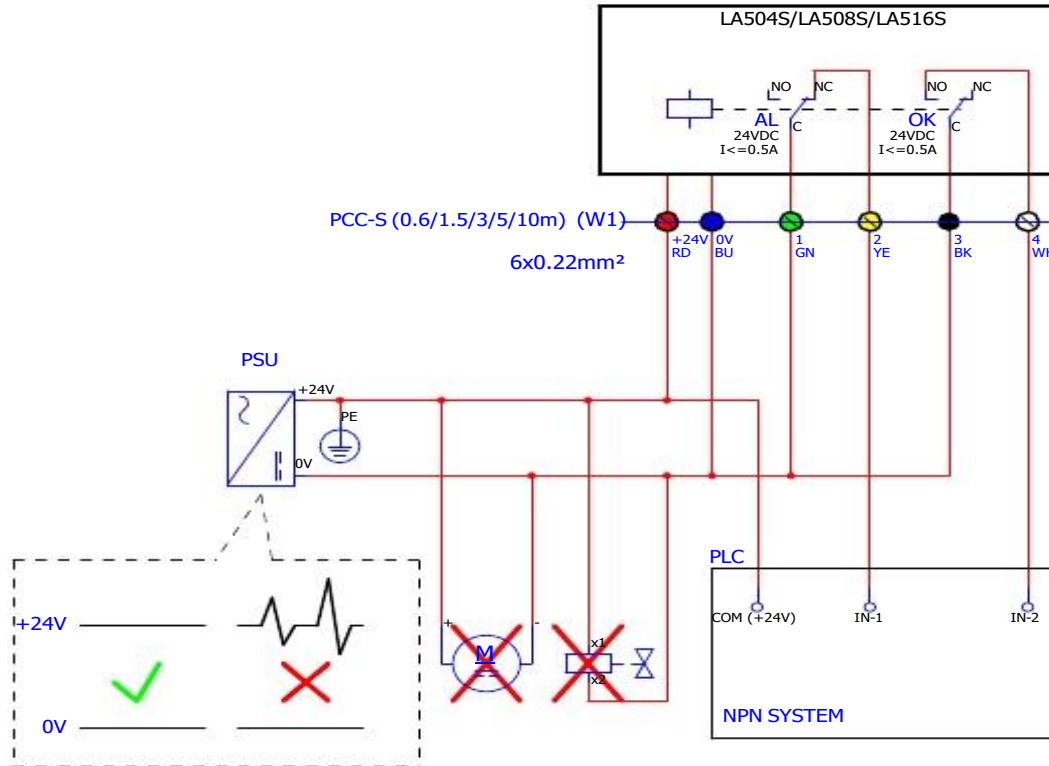 LA504S/LA508S/LA516S
NO
NC
NO
NC
AL
C
OK
C
24VDC
I<=0.5A
24VDC
I<=0.5A
PCC-S (0.6/1.5/3/5/10m) (W1)
6x0.22mm²
+24V
RD
0V
BU
1
GN
2
YE
3
BK
4
PSU
+24V
PE
0V
PLC
COM (+24V)
IN-1
IN-2
+24V
+
-
M
x1
x2
0V
NPN SYSTEM